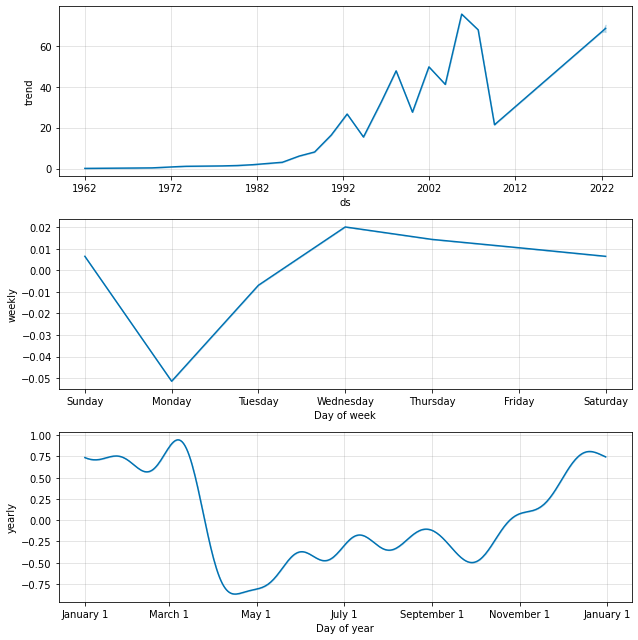 60
40
20
0
trend
1962 1972 1982 1992 2002 2012 2022
ds
0.02
0.01
0.00
−0.01
−0.02
−0.03
−0.04
−0.05
weekly
Sunday Monday Tuesday Wednesday Thursday Friday Saturday
Day of week
1.00
0.75
0.50
0.25
0.00
−0.25
−0.50
−0.75
yearly
January 1 March 1 May 1 July 1 September 1 November 1 January 1
Day of year